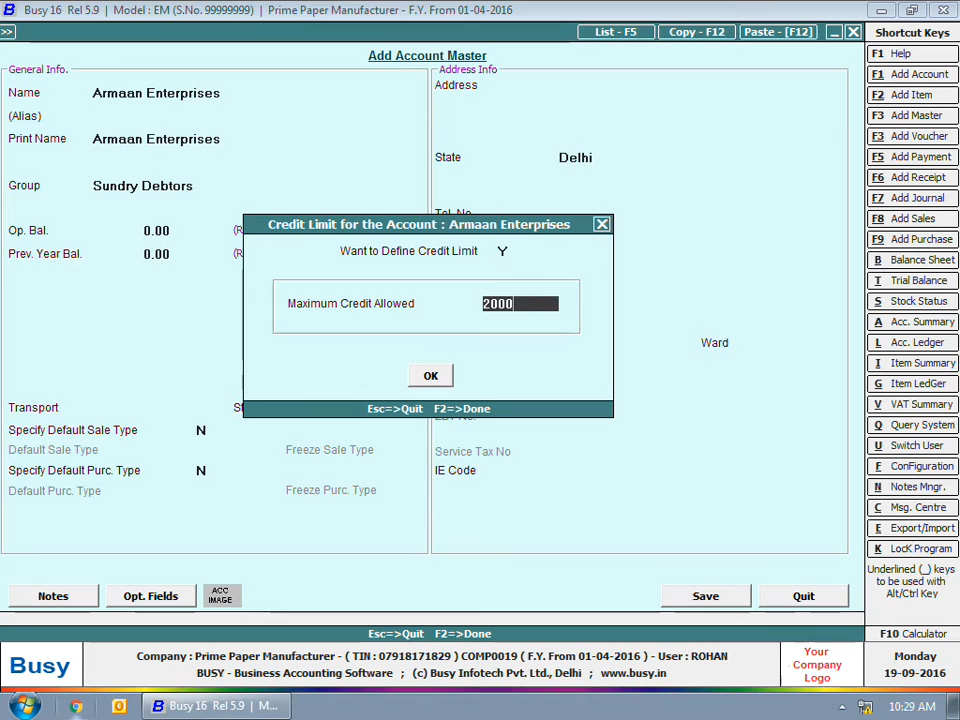 Busy 16 Rel 5.9 | Model : EM (S.No. 99999999) | Prime Paper Manufacturer - F.Y. From 01-04-2016
>> List - F5 Copy - F12 Paste - [F12] Shortcut Keys
Add Account Master
General Info.
Name Armaan Enterprises
(Alias)
Print Name Armaan Enterprises
Group Sundry Debtors
Op. Bal. 0.00 (R
Prev. Year Bal. 0.00 (R
Transport
Specify Default Sale Type N
Default Sale Type Freeze Sale Type
Specify Default Purc. Type N
Default Purc. Type Freeze Purc. Type
Address Info
Address
State Delhi
Tel. No.
Ward
Service Tax No
IE Code
Credit Limit for the Account : Armaan Enterprises
Want to Define Credit Limit Y
Maximum Credit Allowed 2000
OK
Esc=>Quit F2=>Done
Notes Opt. Fields ACC IMAGE Save Quit
Esc=>Quit F2=>Done
F1 Help
F1 Add Account
F2 Add Item
F3 Add Master
F3 Add Voucher
F5 Add Payment
F6 Add Receipt
F7 Add Journal
F8 Add Sales
F9 Add Purchase
B Balance Sheet
T Trial Balance
S Stock Status
A Acc. Summary
L Acc. Ledger
I Item Summary
G Item LedGer
V VAT Summary
Q Query System
U Switch User
F Configuration
N Notes Mngr.
C Msg. Centre
E Export/Import
K LocK Program
Underlined (_) keys
to be used with
Alt/Ctrl Key
F10 Calculator
Busy
Company : Prime Paper Manufacturer - ( TIN : 07918171829 ) COMP0019 ( F.Y. From 01-04-2016 ) - User : ROHAN
BUSY - Business Accounting Software ; (c) Busy Infotech Pvt. Ltd., Delhi ; www.busy.in
Your
Company
Logo
Monday
19-09-2016
Busy 16 Rel 5.9 | M...
10:29 AM